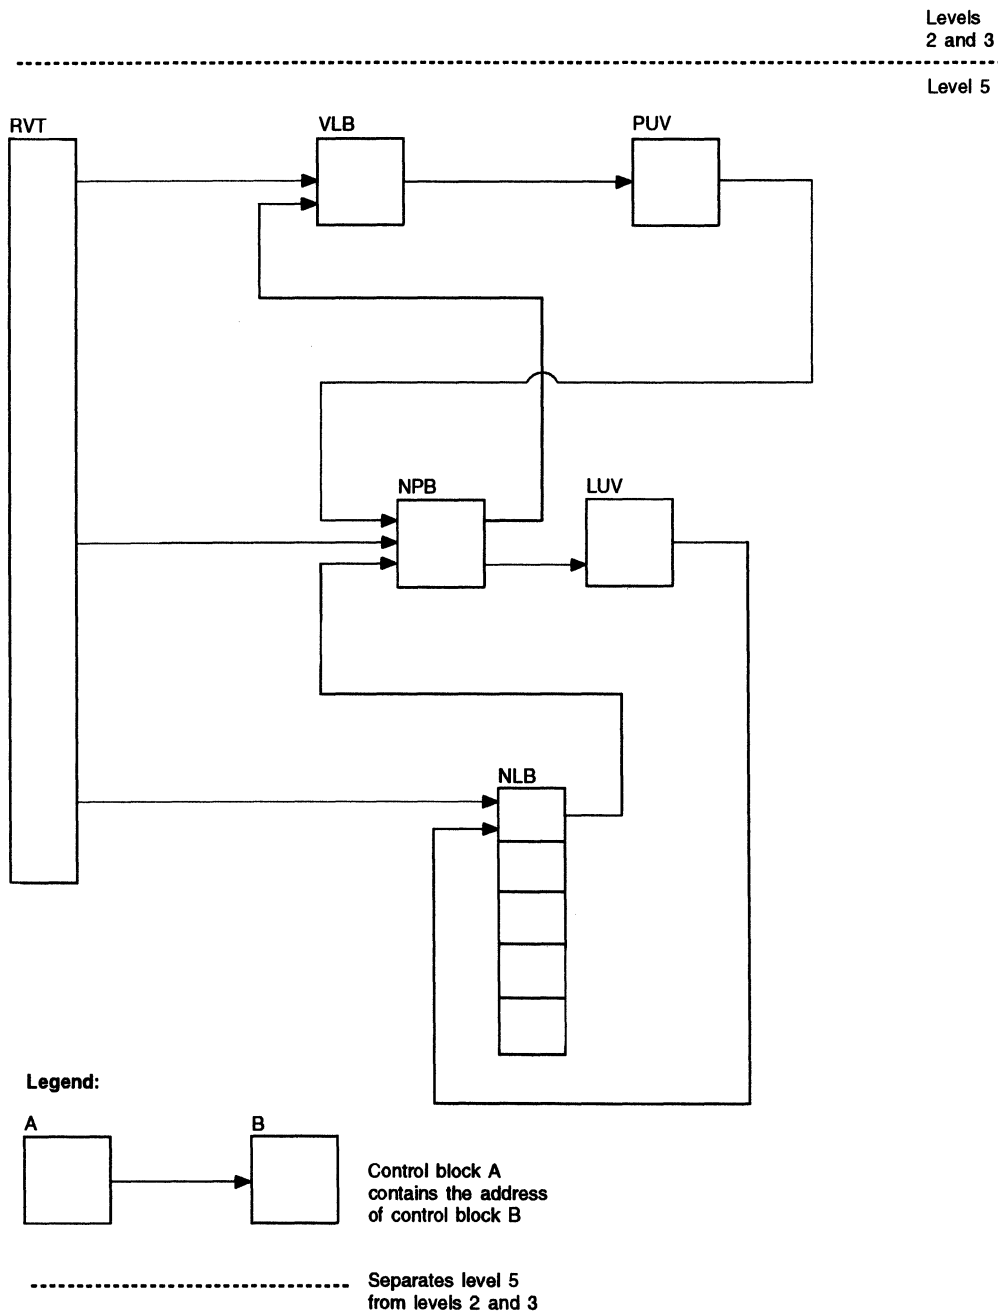 Levels
2 and 3
Level 5
RVT
VLB
PUV
NPB
LUV
NLB
Legend:
A
B
Control block A
contains the address
of control block B
Separates level 5
from levels 2 and 3